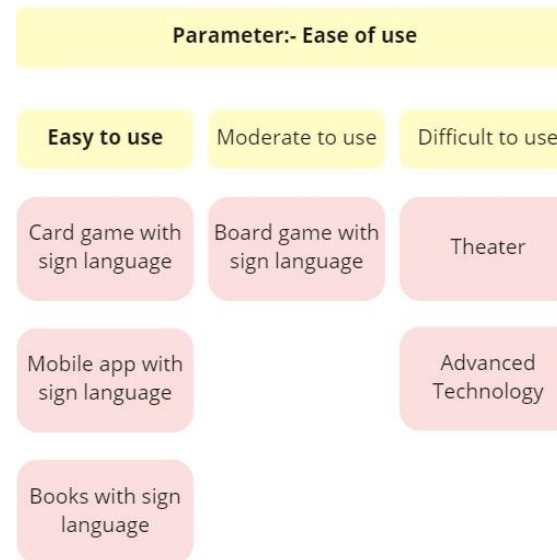 Parameter:- Ease of use
Easy to use
Moderate to use
Difficult to use
Card game with
sign language
Board game with
sign language
Theater
Mobile app with
sign language
Advanced
Technology
Books with sign
language